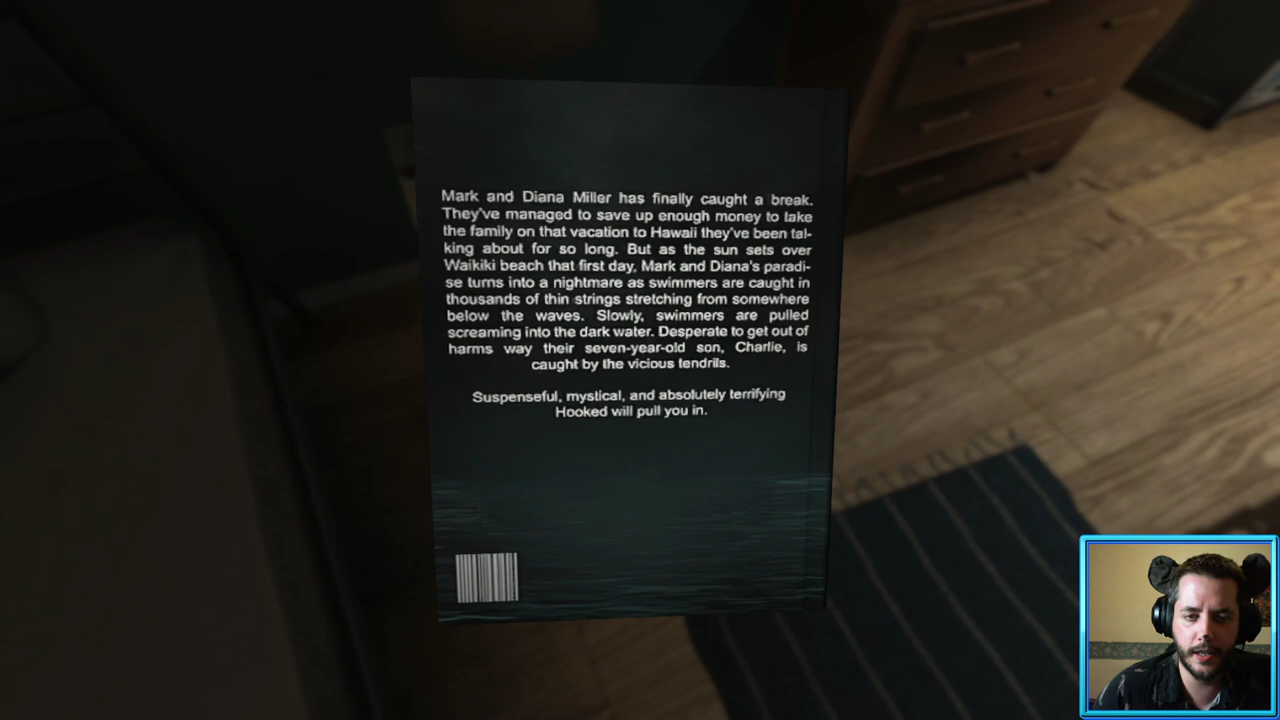 Mark and Diana Miller has finally caught a break.
They've managed to save up enough money to take
the family on that vacation to Hawaii they've been tal-
king about for so long. But as the sun sets over
Waikiki beach that first day, Mark and Diana's paradi-
se turns into a nightmare as swimmers are caught in
thousands of thin strings stretching from somewhere
below the waves. Slowly, swimmers are pulled
screaming into the dark water. Desperate to get out of
harms way their seven-year-old son, Charlie, is
caught by the vicious tendrils.
Suspenseful, mystical, and absolutely terrifying
Hooked will pull you in.